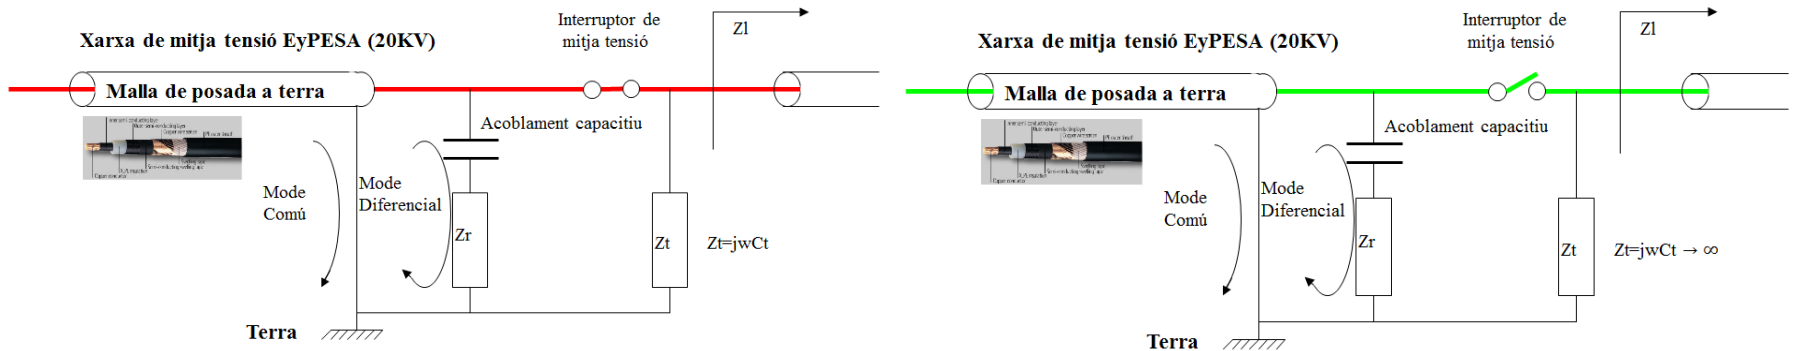 Xarxa de mitja tensió EyPESA (20KV)
Interruptor de
mitja tensió
Zl
Malla de posada a terra
Acoblament capacitiu
Mode
Comú
Mode
Diferencial
Zr
Zt
Zt=jwCt
Terra
Xarxa de mitja tensió EyPESA (20KV)
Interruptor de
mitja tensió
Zl
Malla de posada a terra
Acoblament capacitiu
Mode
Comú
Mode
Diferencial
Zr
Zt
Zt=jwCt → ∞
Terra